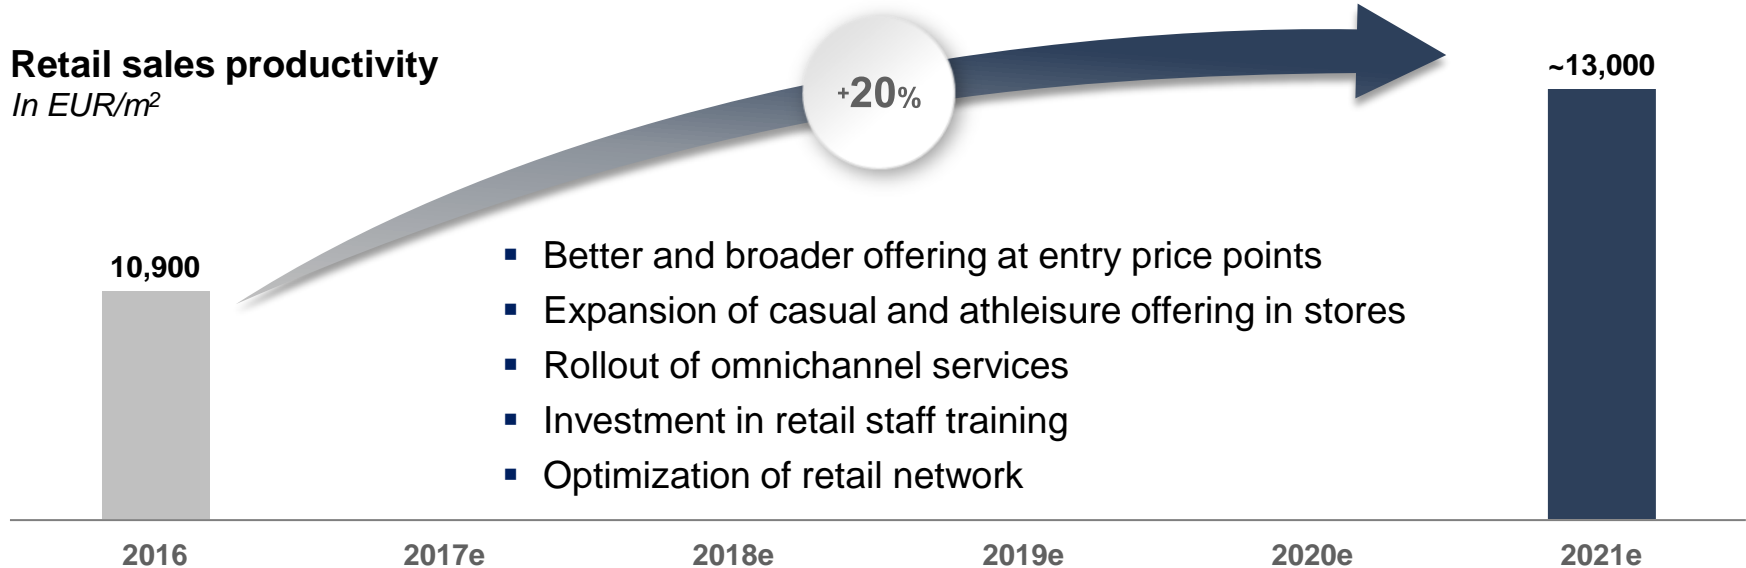 Retail sales productivity
In EUR/m²
+20%
~13,000
10,900
▪ Better and broader offering at entry price points
▪ Expansion of casual and athleisure offering in stores
▪ Rollout of omnichannel services
▪ Investment in retail staff training
▪ Optimization of retail network
2016 2017e 2018e 2019e 2020e 2021e